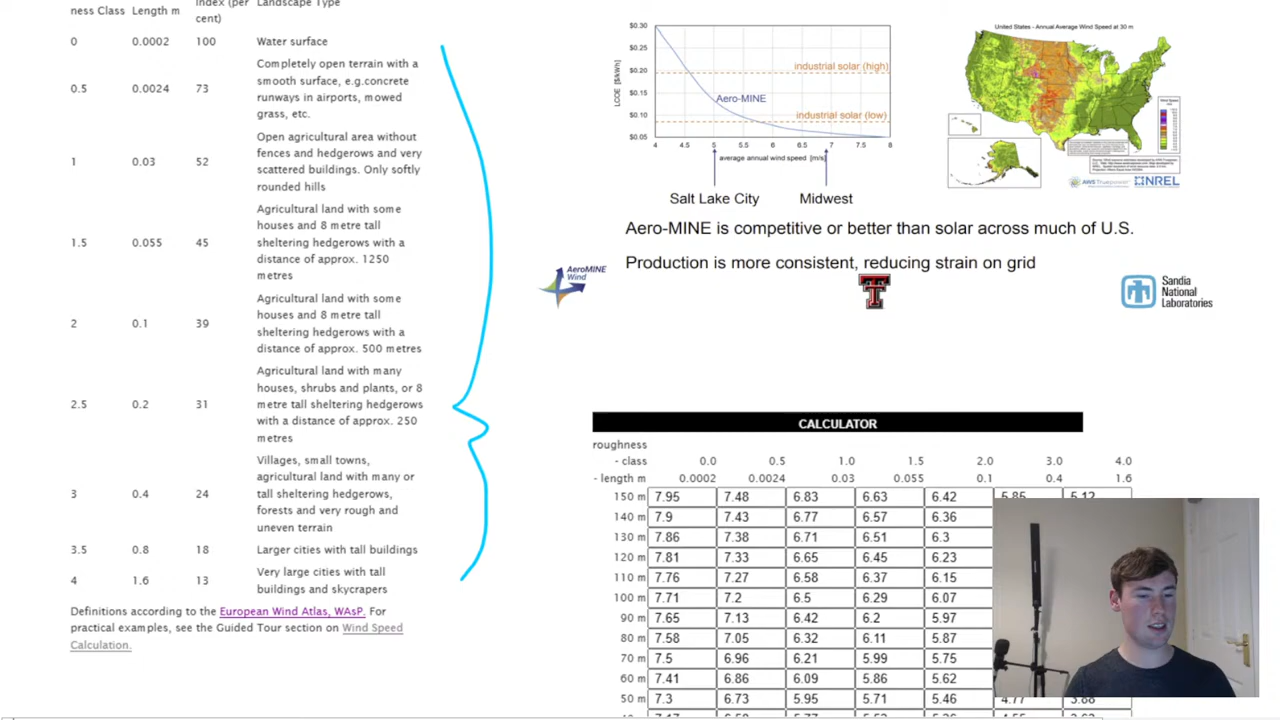 ness Class
Length m
Index (per
cent)
Landscape Type
0 0.0002 100 Water surface
Completely open terrain with a
smooth surface, e.g.concrete
0.5 0.0024 73
runways in airports, mowed
grass, etc.
Open agricultural area without
fences and hedgerows and very
1 0.03 52
scattered buildings. Only softly
rounded hills
Agricultural land with some
houses and 8 metre tall
1.5 0.055 45 sheltering hedgerows with a
distance of approx. 1250
metres
Agricultural land with some
houses and 8 metre tall
2 0.1 39
sheltering hedgerows with a
distance of approx. 500 metres
Agricultural land with many
houses, shrubs and plants, or 8
2.5 0.2 31 metre tall sheltering hedgerows
with a distance of approx. 250
metres
Villages, small towns,
agricultural land with many or
3 0.4 24 tall sheltering hedgerows,
forests and very rough and
uneven terrain
3.5 0.8 18 Larger cities with tall buildings
Very large cities with tall
4 1.6 13
buildings and skycrapers
Definitions according to the European Wind Atlas, WAsP. For
practical examples, see the Guided Tour section on Wind Speed
Calculation.
LCOE [$/kWh]
$0.30
$0.25
$0.20
$0.15
$0.10
$0.05
industrial solar (high)
Aero-MINE
industrial solar (low)
4 4.5 5 5.5 6 6.5 7 7.5 8
average annual wind speed [m/s]
Salt Lake City
Midwest
United States - Annual Average Wind Speed at 30 m
AWS Truepower
NREL
Aero-MINE is competitive or better than solar across much of U.S.
Production is more consistent, reducing strain on grid
AeroMINE
Wind
Sandia
National
Laboratories
CALCULATOR
roughness
- class 0.0 0.5 1.0 1.5 2.0 3.0 4.0
- length m 0.0002 0.0024 0.03 0.055 0.1 0.4 1.6
150 m 7.95 7.48 6.83 6.63 6.42 5.85 5.12
140 m 7.9 7.43 6.77 6.57 6.36
130 m 7.86 7.38 6.71 6.51 6.3
120 m 7.81 7.33 6.65 6.45 6.23
110 m 7.76 7.27 6.58 6.37 6.15
100 m 7.71 7.2 6.5 6.29 6.07
90 m 7.65 7.13 6.42 6.2 5.97
80 m 7.58 7.05 6.32 6.11 5.87
70 m 7.5 6.96 6.21 5.99 5.75
60 m 7.41 6.86 6.09 5.86 5.62
50 m 7.3 6.73 5.95 5.71 5.46 4.77 3.88